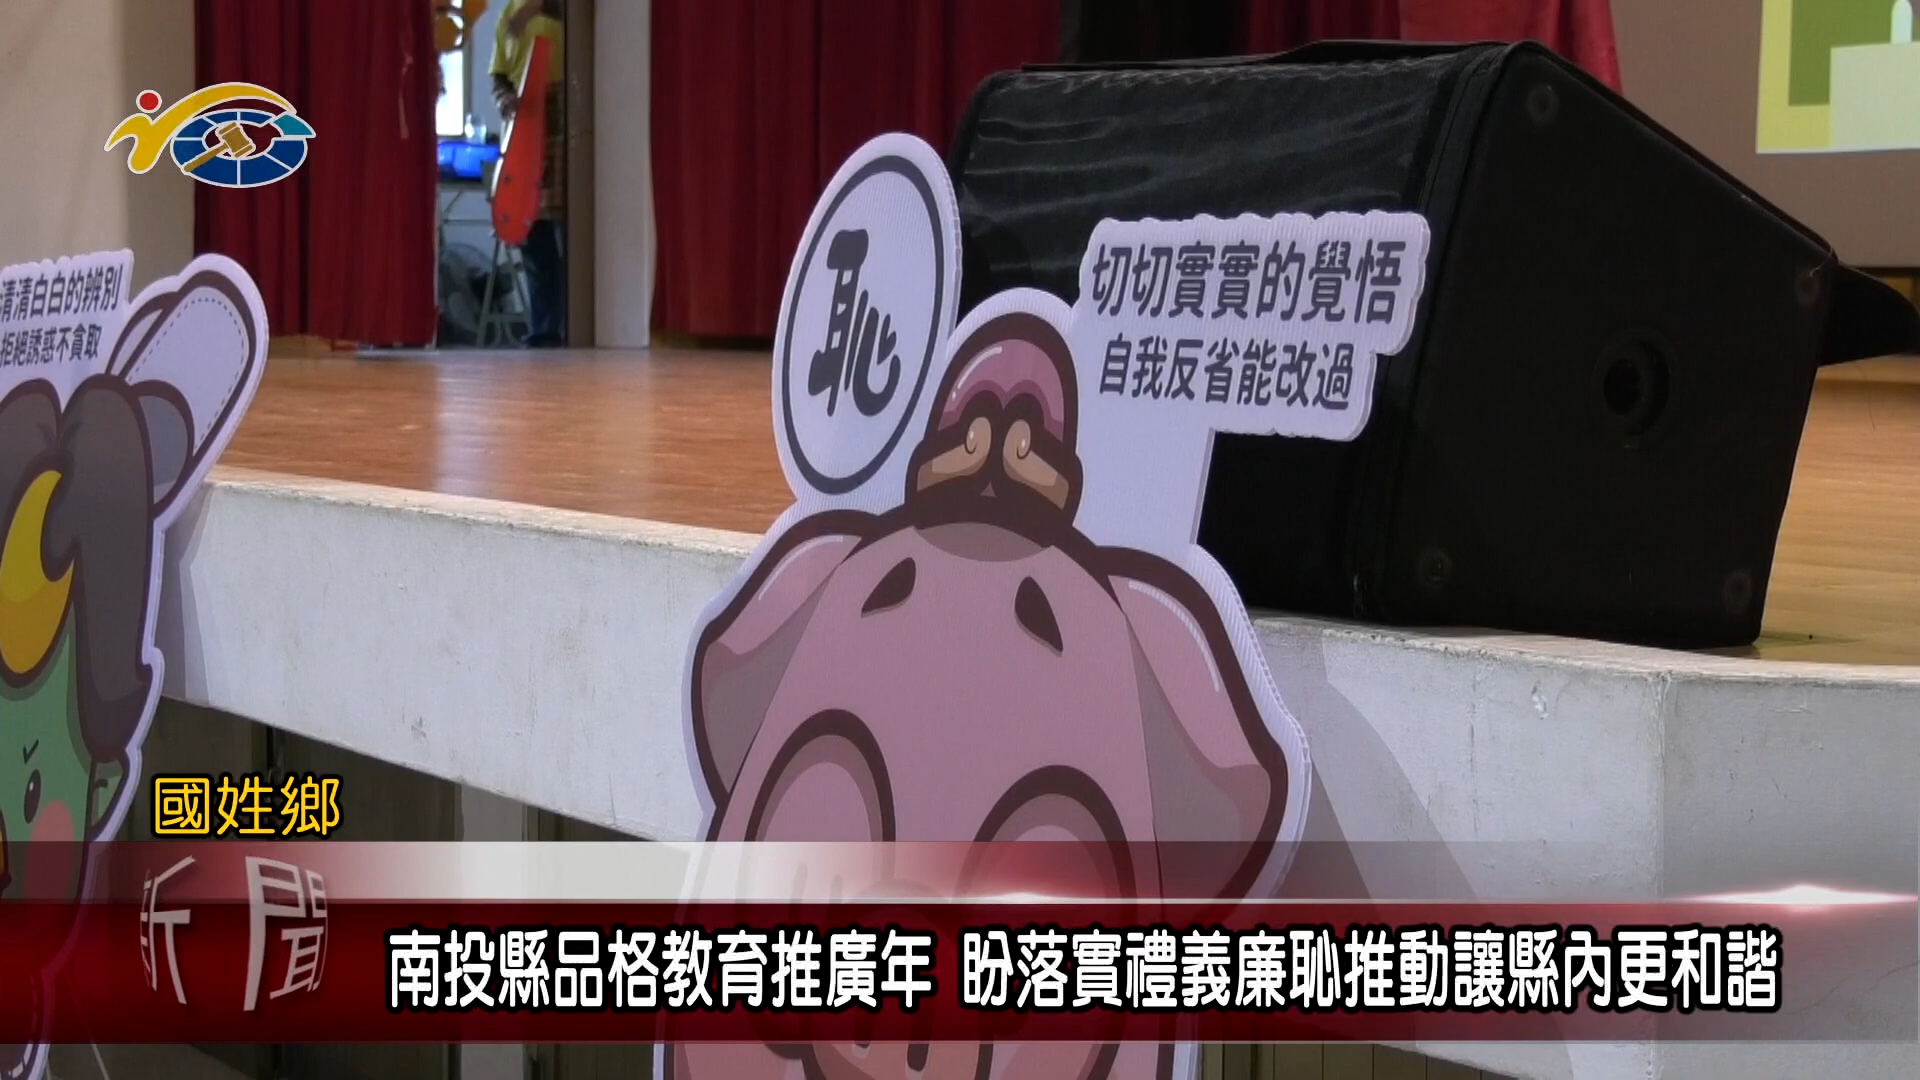 恥
切切實實的覺悟
自我反省能改過
清清白白的辨別
拒絕誘惑不貪取
國姓鄉
新聞
南投縣品格教育推廣年 盼落實禮義廉恥推動讓縣內更和諧